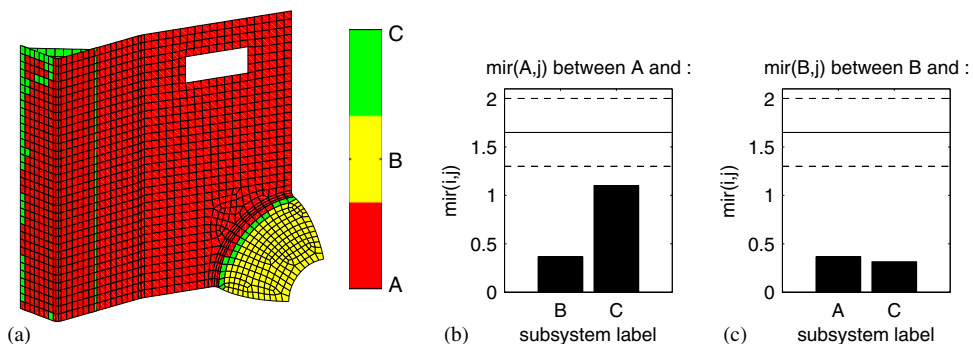 C
B
A
(a)
mir(A,j) between A and :
mir(i,j)
2
1.5
1
0.5
0
B C
subsystem label
(b)
mir(B,j) between B and :
mir(i,j)
2
1.5
1
0.5
0
A C
subsystem label
(c)